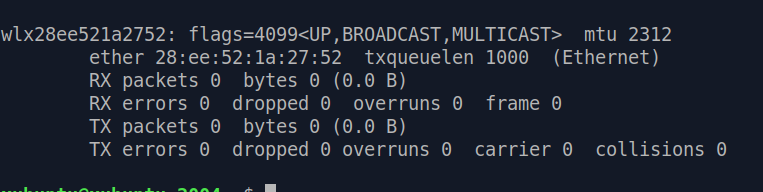 wlx28ee521a2752: flags=4099<UP,BROADCAST,MULTICAST>  mtu 2312
        ether 28:ee:52:1a:27:52  txqueuelen 1000  (Ethernet)
        RX packets 0  bytes 0 (0.0 B)
        RX errors 0  dropped 0  overruns 0  frame 0
        TX packets 0  bytes 0 (0.0 B)
        TX errors 0  dropped 0 overruns 0  carrier 0  collisions 0